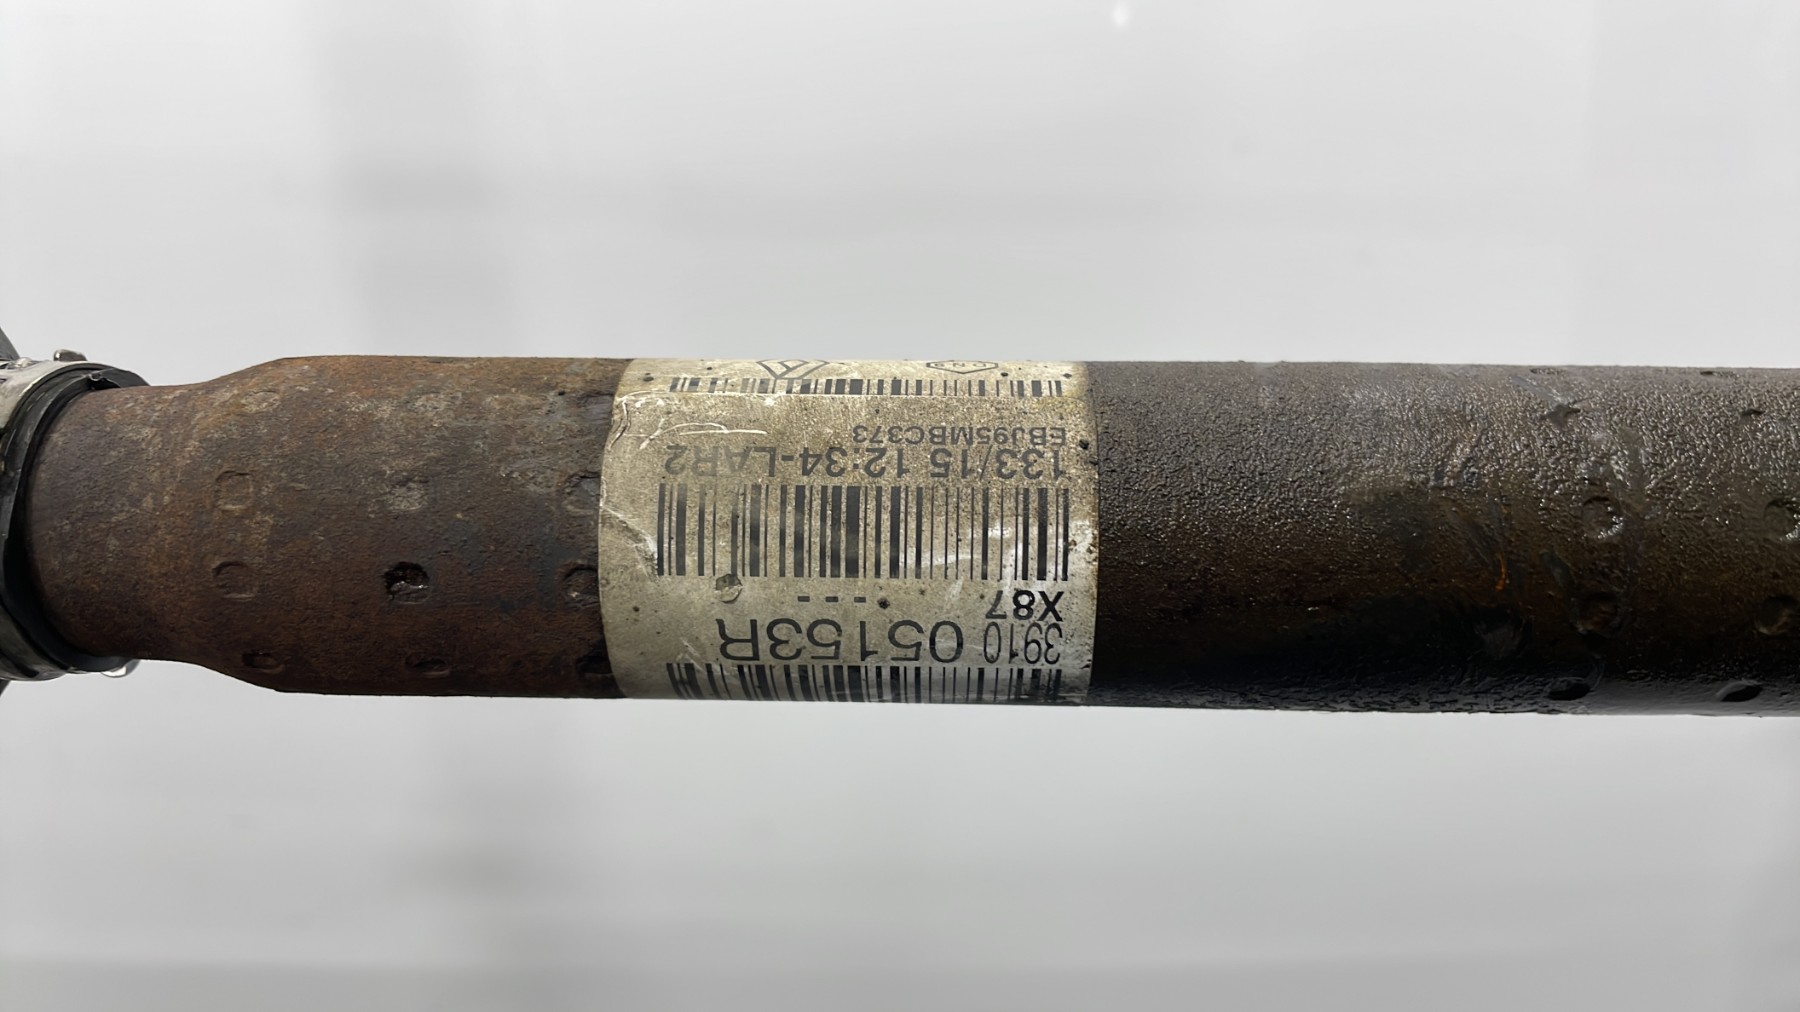 3910 05153R
X87 ---
133/15 12:34-LAR2
EBJ95MBC373